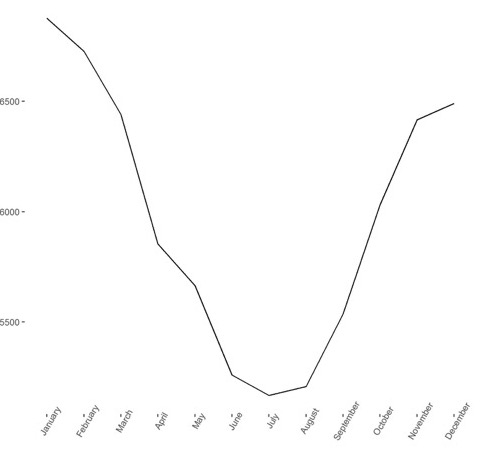 6500
6000
5500
January
February
March
April
May
June
July
August
September
October
November
December